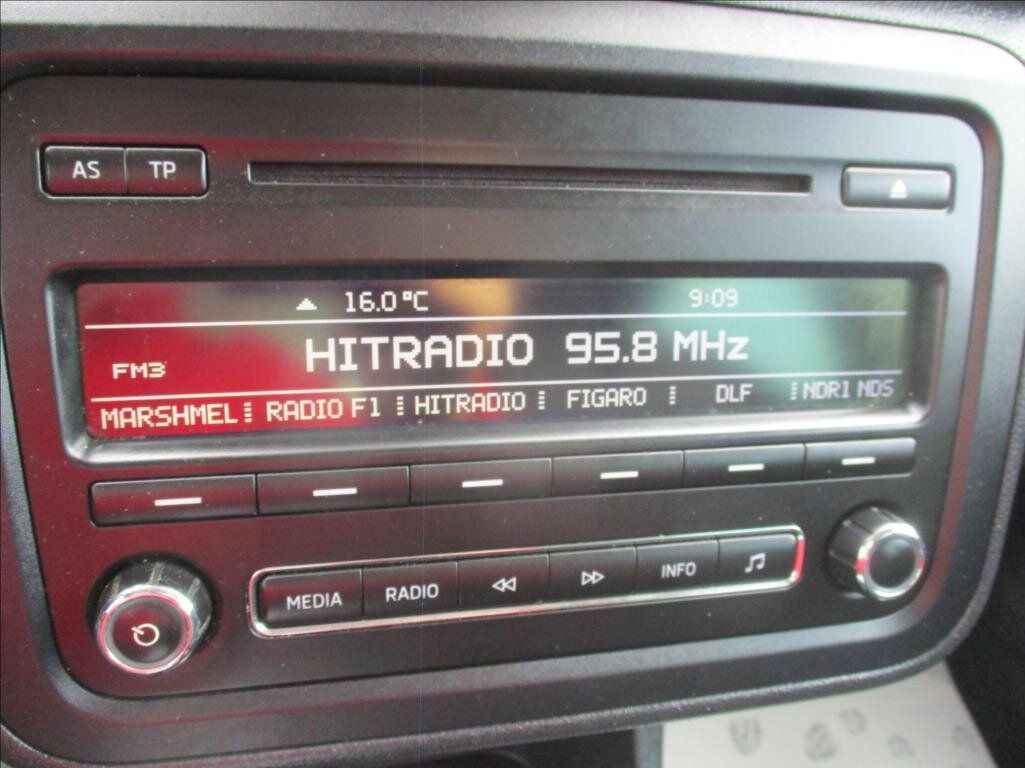 AS TP
16.0°C 9:09
FM3 HITRADIO 95.8 MHz
MARSHMEL RADIO F1 HITRADIO FIGARO DLF NDR1 NDS
MEDIA RADIO INFO